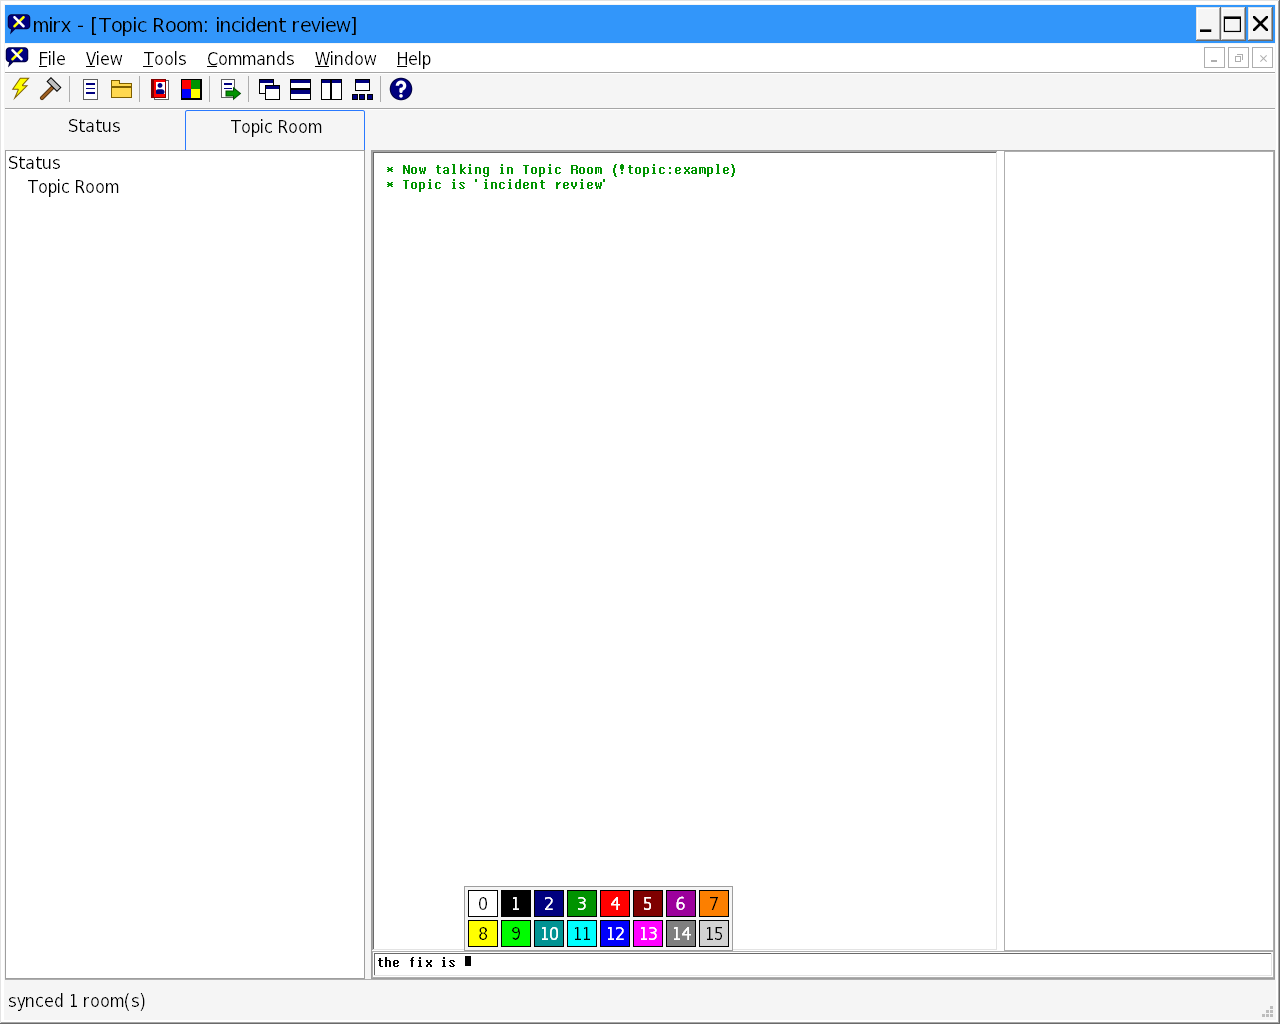 mirx - [Topic Room: incident review]
File View Tools Commands Window Help
Status Topic Room
Status
Topic Room
* Now talking in Topic Room (!topic:example)
* Topic is 'incident review'
0 1 2 3 4 5 6 7
8 9 10 11 12 13 14 15
the fix is
synced 1 room(s)